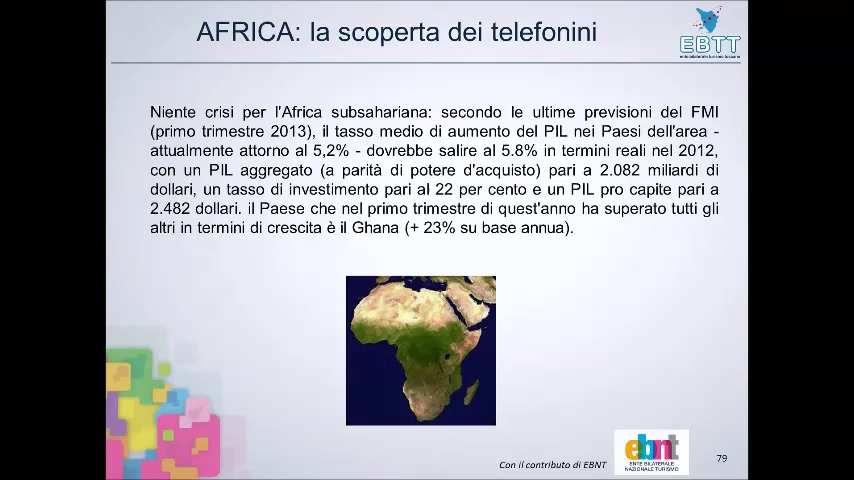 AFRICA: la scoperta dei telefonini
EBTT
ente bilaterale turismo toscano
Niente crisi per l'Africa subsahariana: secondo le ultime previsioni del FMI
(primo trimestre 2013), il tasso medio di aumento del PIL nei Paesi dell'area -
attualmente attorno al 5,2% - dovrebbe salire al 5.8% in termini reali nel 2012,
con un PIL aggregato (a parità di potere d'acquisto) pari a 2.082 miliardi di
dollari, un tasso di investimento pari al 22 per cento e un PIL pro capite pari a
2.482 dollari. il Paese che nel primo trimestre di quest'anno ha superato tutti gli
altri in termini di crescita è il Ghana (+ 23% su base annua).
Con il contributo di EBNT
ebnt
ENTE BILATERALE
NAZIONALE TURISMO
79